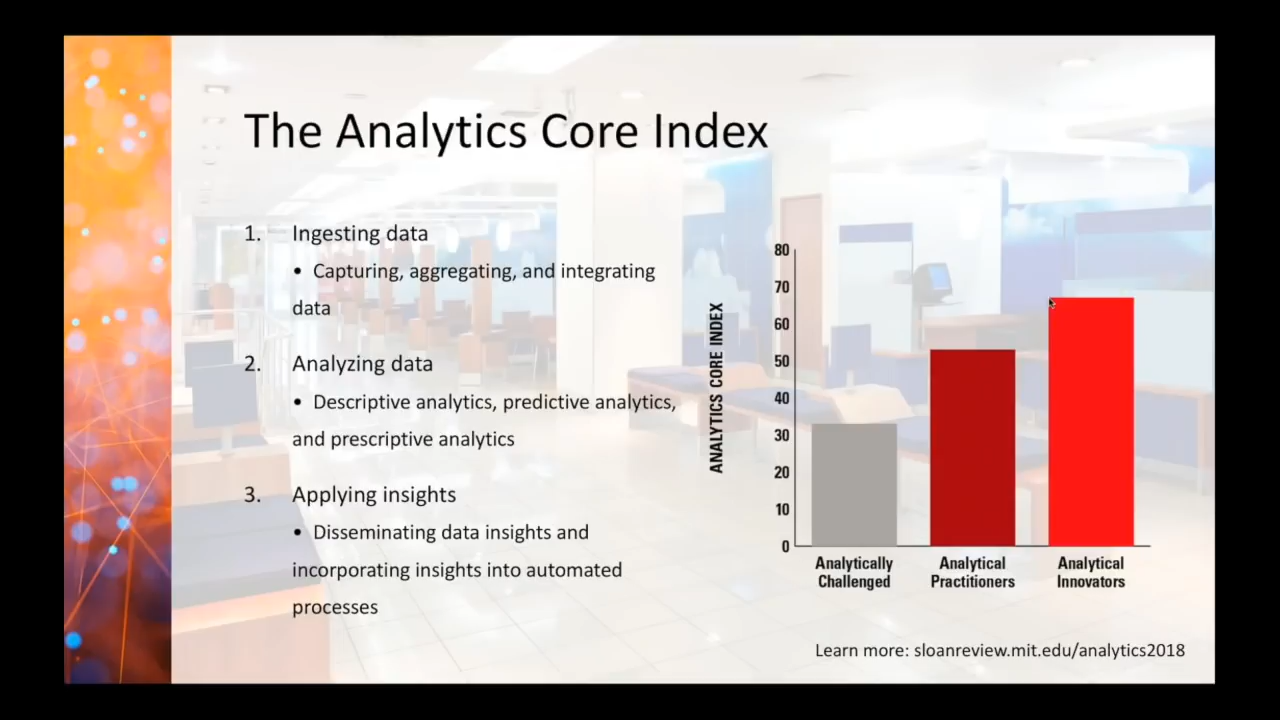 The Analytics Core Index
1. Ingesting data
• Capturing, aggregating, and integrating
data
2. Analyzing data
• Descriptive analytics, predictive analytics,
and prescriptive analytics
3. Applying insights
• Disseminating data insights and
incorporating insights into automated
processes
ANALYTICS CORE INDEX
80
70
60
50
40
30
20
10
0
Analytically
Challenged
Analytical
Practitioners
Analytical
Innovators
Learn more: sloanreview.mit.edu/analytics2018